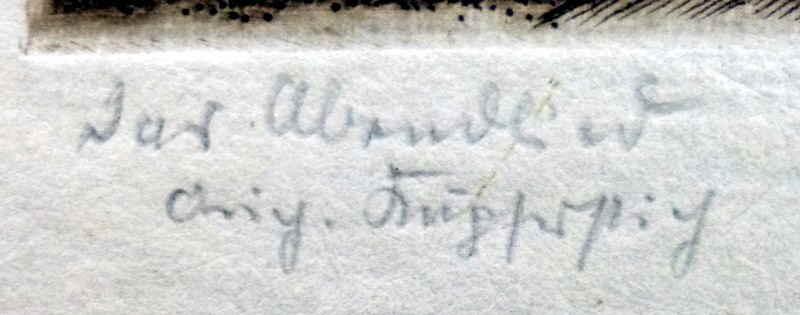 Das Abendlied
Orig. Kupferstich